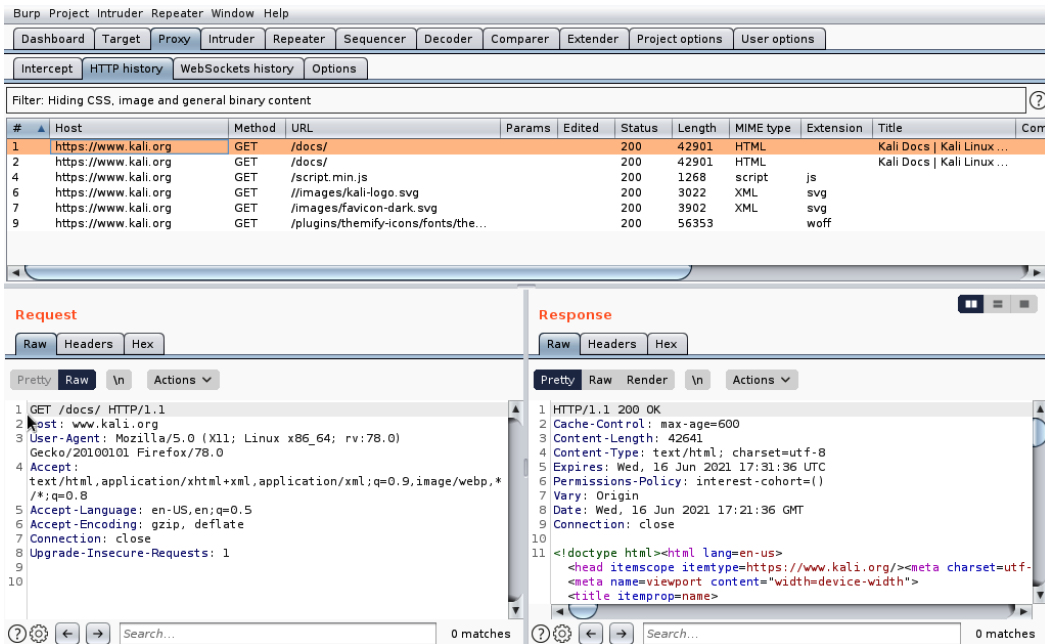 Burp Project Intruder Repeater Window Help
Dashboard Target Proxy Intruder Repeater Sequencer Decoder Comparer Extender Project options User options
Intercept HTTP history WebSockets history Options
Filter: Hiding CSS, image and general binary content ?
# Host Method URL Params Edited Status Length MIME type Extension Title Com
1 https://www.kali.org GET /docs/ 200 42901 HTML Kali Docs | Kali Linux ...
2 https://www.kali.org GET /docs/ 200 42901 HTML Kali Docs | Kali Linux ...
4 https://www.kali.org GET /script.min.js 200 1268 script js
6 https://www.kali.org GET //images/kali-logo.svg 200 3022 XML svg
7 https://www.kali.org GET /images/favicon-dark.svg 200 3902 XML svg
9 https://www.kali.org GET /plugins/themify-icons/fonts/the... 200 56353 woff
Request
Raw Headers Hex
Pretty Raw \n Actions
1 GET /docs/ HTTP/1.1
2 Host: www.kali.org
3 User-Agent: Mozilla/5.0 (X11; Linux x86_64; rv:78.0)
Gecko/20100101 Firefox/78.0
4 Accept:
text/html,application/xhtml+xml,application/xml;q=0.9,image/webp,*
/*;q=0.8
5 Accept-Language: en-US,en;q=0.5
6 Accept-Encoding: gzip, deflate
7 Connection: close
8 Upgrade-Insecure-Requests: 1
9
10
? Search... 0 matches
Response
Raw Headers Hex
Pretty Raw Render \n Actions
1 HTTP/1.1 200 OK
2 Cache-Control: max-age=600
3 Content-Length: 42641
4 Content-Type: text/html; charset=utf-8
5 Expires: Wed, 16 Jun 2021 17:31:36 UTC
6 Permissions-Policy: interest-cohort=()
7 Vary: Origin
8 Date: Wed, 16 Jun 2021 17:21:36 GMT
9 Connection: close
10
11 <!doctype html><html lang=en-us>
<head itemscope itemtype=https://www.kali.org/><meta charset=utf-
<meta name=viewport content="width=device-width">
<title itemprop=name>
? Search... 0 matches